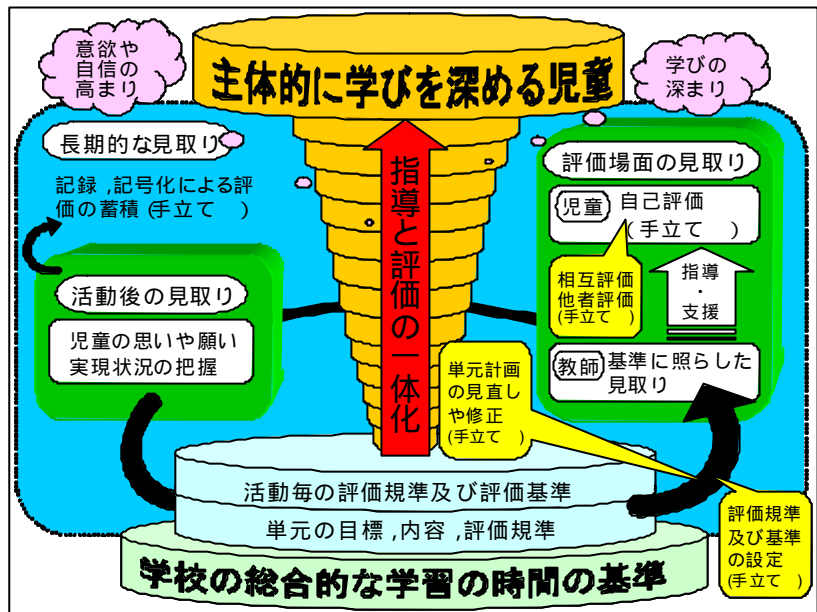 意欲や
自信の
高まり
主体的に学びを深める児童
学びの
深まり
長期的な見取り
記録,記号化による評
価の蓄積(手立て　)
活動後の見取り
児童の思いや願い
実現状況の把握
指導と評価の一体化
評価場面の見取り
児童 自己評価
(手立て　)
相互評価
他者評価
(手立て　)
指導
・
支援
教師 基準に照らした
見取り
単元計画
の見直し
や修正
(手立て　)
活動毎の評価規準及び評価基準
単元の目標,内容,評価規準
評価規準
及び基準
の設定
(手立て　)
学校の総合的な学習の時間の基準